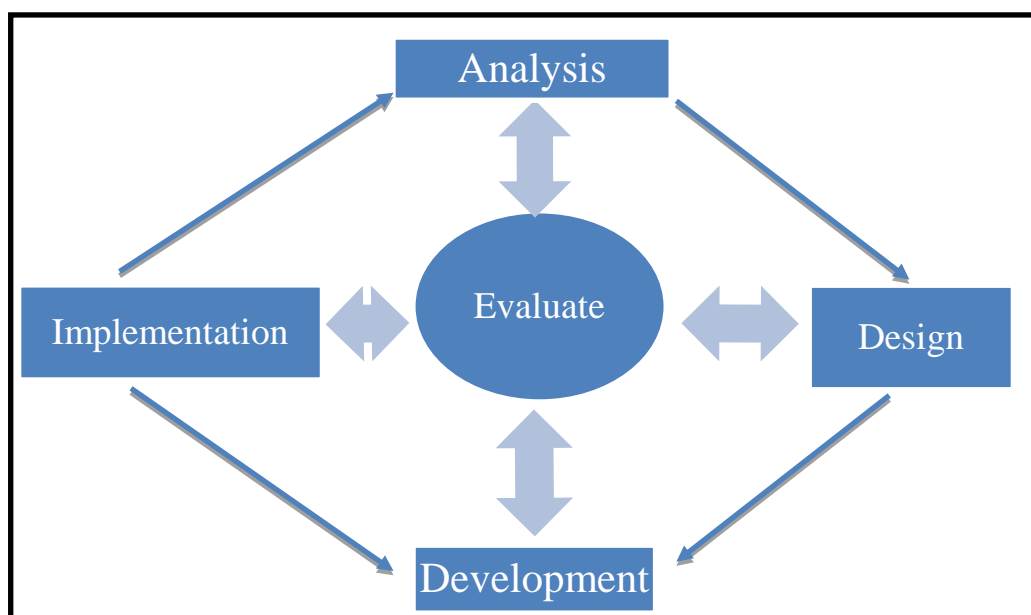 Analysis
Evaluate
Implementation
Design
Development